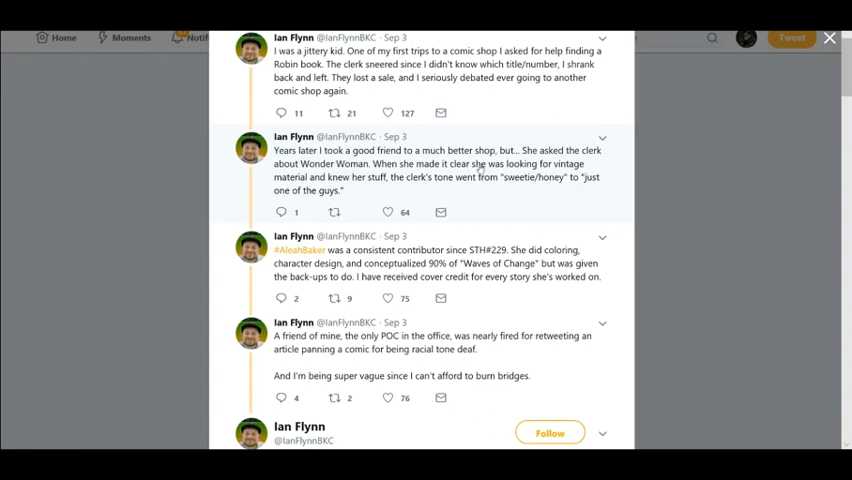 Home Moments Notifi Tweet
Ian Flynn @IanFlynnBKC · Sep 3
I was a jittery kid. One of my first trips to a comic shop I asked for help finding a
Robin book. The clerk sneered since I didn't know which title/number, I shrank
back and left. They lost a sale, and I seriously debated ever going to another
comic shop again.
11 21 127
Ian Flynn @IanFlynnBKC · Sep 3
Years later I took a good friend to a much better shop, but... She asked the clerk
about Wonder Woman. When she made it clear she was looking for vintage
material and knew her stuff, the clerk's tone went from "sweetie/honey" to "just
one of the guys."
1 64
Ian Flynn @IanFlynnBKC · Sep 3
#AleahBaker was a consistent contributor since STH#229. She did coloring,
character design, and conceptualized 90% of "Waves of Change" but was given
the back-ups to do. I have received cover credit for every story she's worked on.
2 9 75
Ian Flynn @IanFlynnBKC · Sep 3
A friend of mine, the only POC in the office, was nearly fired for retweeting an
article panning a comic for being racial tone deaf.
And I'm being super vague since I can't afford to burn bridges.
4 2 76
Ian Flynn
@IanFlynnBKC
Follow